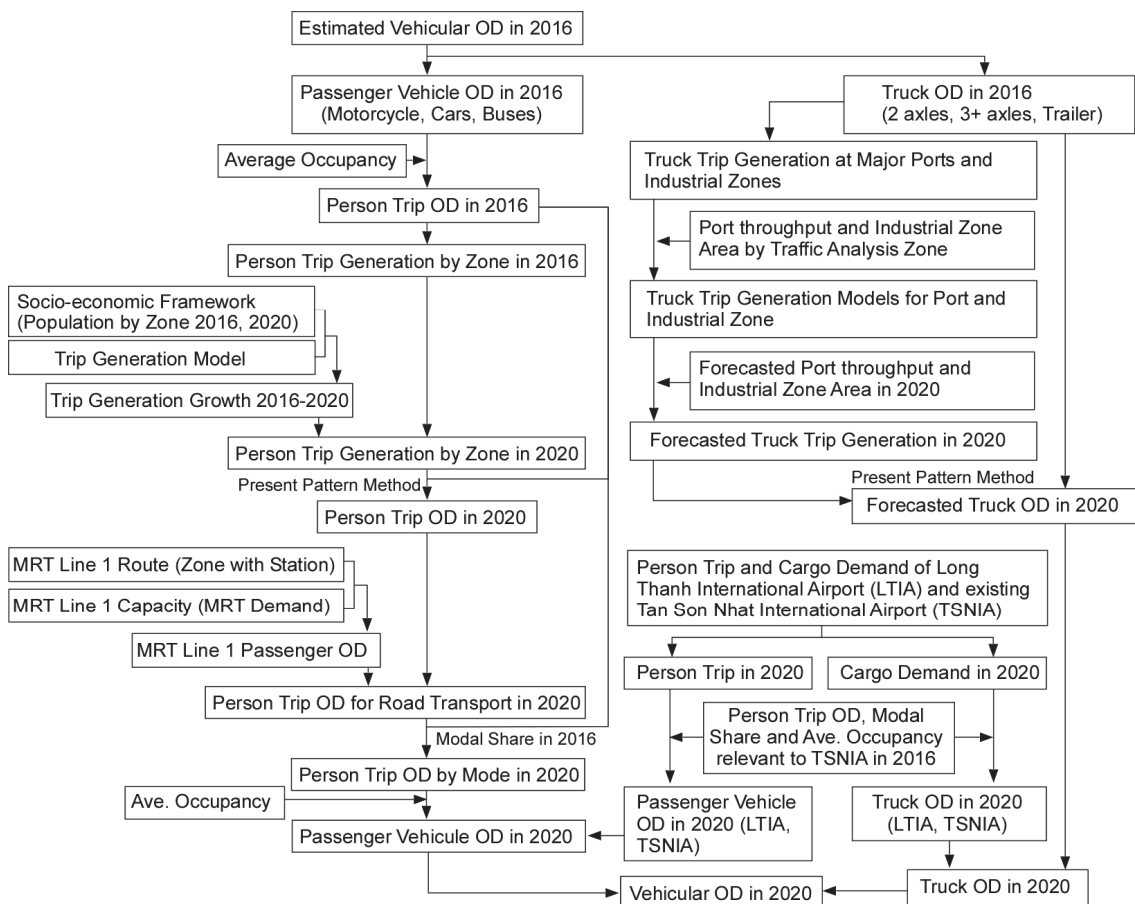 Estimated Vehicular OD in 2016
Passenger Vehicle OD in 2016
(Motorcycle, Cars, Buses)
Average Occupancy
Person Trip OD in 2016
Person Trip Generation by Zone in 2016
Socio-economic Framework
(Population by Zone 2016, 2020)
Trip Generation Model
Trip Generation Growth 2016-2020
Person Trip Generation by Zone in 2020
Present Pattern Method
Person Trip OD in 2020
MRT Line 1 Route (Zone with Station)
MRT Line 1 Capacity (MRT Demand)
MRT Line 1 Passenger OD
Person Trip OD for Road Transport in 2020
Modal Share in 2016
Person Trip OD by Mode in 2020
Ave. Occupancy
Passenger Vehicule OD in 2020
Truck OD in 2016
(2 axles, 3+ axles, Trailer)
Truck Trip Generation at Major Ports and
Industrial Zones
Port throughput and Industrial Zone
Area by Traffic Analysis Zone
Truck Trip Generation Models for Port and
Industrial Zone
Forecasted Port throughput and
Industrial Zone Area in 2020
Forecasted Truck Trip Generation in 2020
Present Pattern Method
Forecasted Truck OD in 2020
Person Trip and Cargo Demand of Long
Thanh International Airport (LTIA) and existing
Tan Son Nhat International Airport (TSNIA)
Person Trip in 2020
Cargo Demand in 2020
Person Trip OD, Modal
Share and Ave. Occupancy
relevant to TSNIA in 2016
Passenger Vehicle
OD in 2020 (LTIA,
TSNIA)
Truck OD in 2020
(LTIA, TSNIA)
Vehicular OD in 2020
Truck OD in 2020